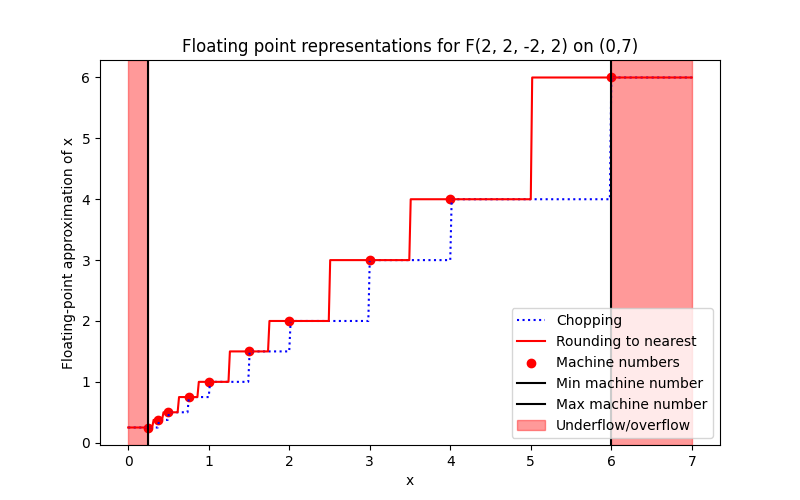 Floating point representations for F(2, 2, -2, 2) on (0,7)
Floating-point approximation of x
6
5
4
3
2
1
0
0 1 2 3 4 5 6 7
x
Chopping
Rounding to nearest
Machine numbers
Min machine number
Max machine number
Underflow/overflow